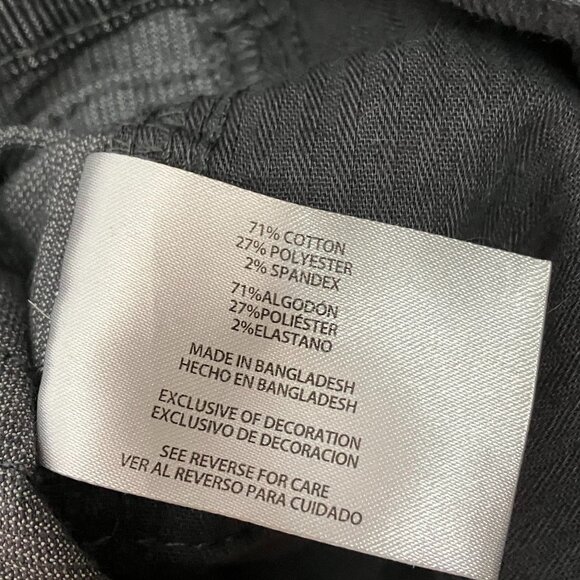 71% COTTON
27% POLYESTER
2% SPANDEX
71%ALGODÓN
27%POLIÉSTER
2%ELASTANO
MADE IN BANGLADESH
HECHO EN BANGLADESH
EXCLUSIVE OF DECORATION
EXCLUSIVO DE DECORACION
SEE REVERSE FOR CARE
VER AL REVERSO PARA CUIDADO